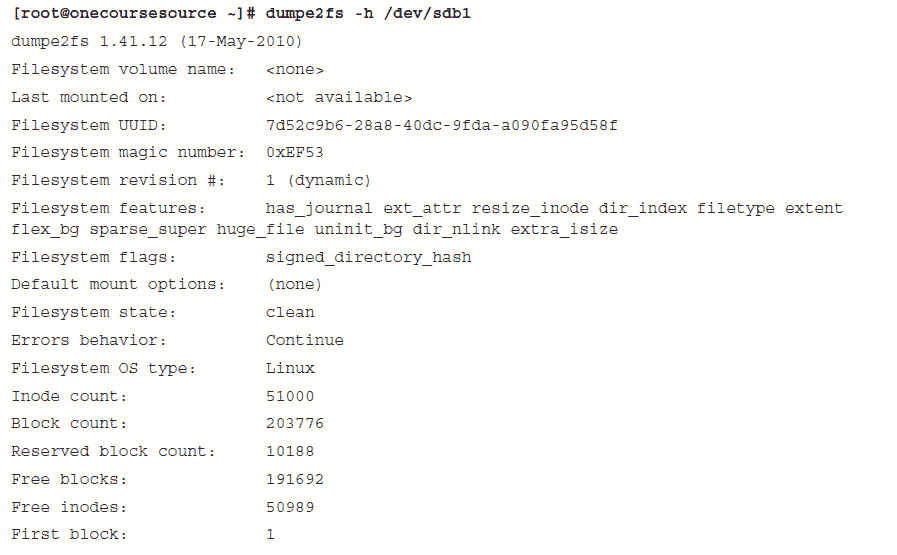 [root@onecoursesource ~]# dumpe2fs -h /dev/sdb1
dumpe2fs 1.41.12 (17-May-2010)
Filesystem volume name: <none>
Last mounted on: <not available>
Filesystem UUID: 7d52c9b6-28a8-40dc-9fda-a090fa95d58f
Filesystem magic number: 0xEF53
Filesystem revision #: 1 (dynamic)
Filesystem features: has_journal ext_attr resize_inode dir_index filetype extent
flex_bg sparse_super huge_file uninit_bg dir_nlink extra_isize
Filesystem flags: signed_directory_hash
Default mount options: (none)
Filesystem state: clean
Errors behavior: Continue
Filesystem OS type: Linux
Inode count: 51000
Block count: 203776
Reserved block count: 10188
Free blocks: 191692
Free inodes: 50989
First block: 1